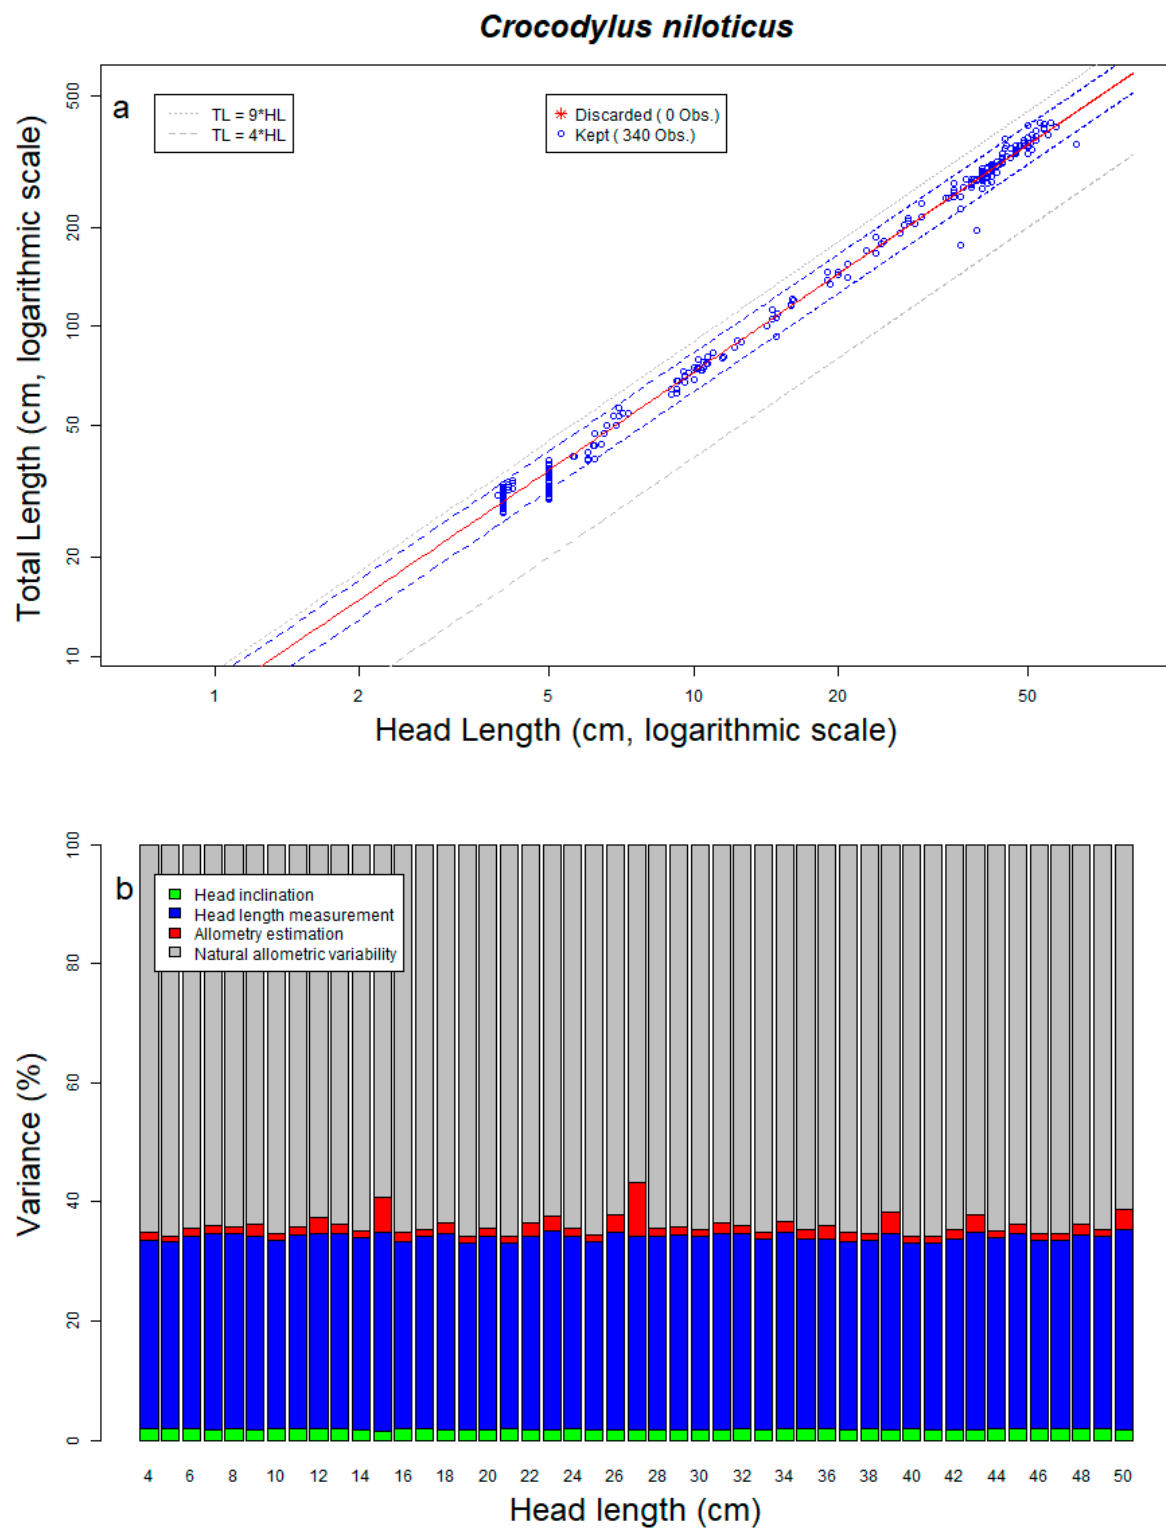 Crocodylus niloticus
a
TL = 9*HL
TL = 4*HL
Discarded ( 0 Obs.)
Kept ( 340 Obs.)
Total Length (cm, logarithmic scale)
500
200
100
50
20
10
1 2 5 10 20 50
Head Length (cm, logarithmic scale)
b
Head inclination
Head length measurement
Allometry estimation
Natural allometric variability
Variance (%)
100
80
60
40
20
0
4 6 8 10 12 14 16 18 20 22 24 26 28 30 32 34 36 38 40 42 44 46 48 50
Head length (cm)